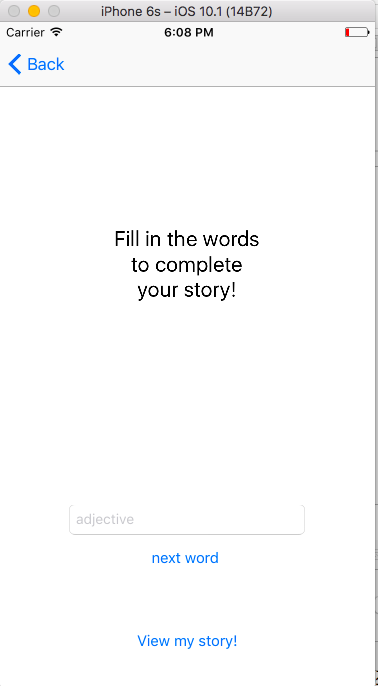 iPhone 6s – iOS 10.1 (14B72)
Carrier 6:08 PM
Back
Fill in the words
to complete
your story!
adjective
next word
View my story!